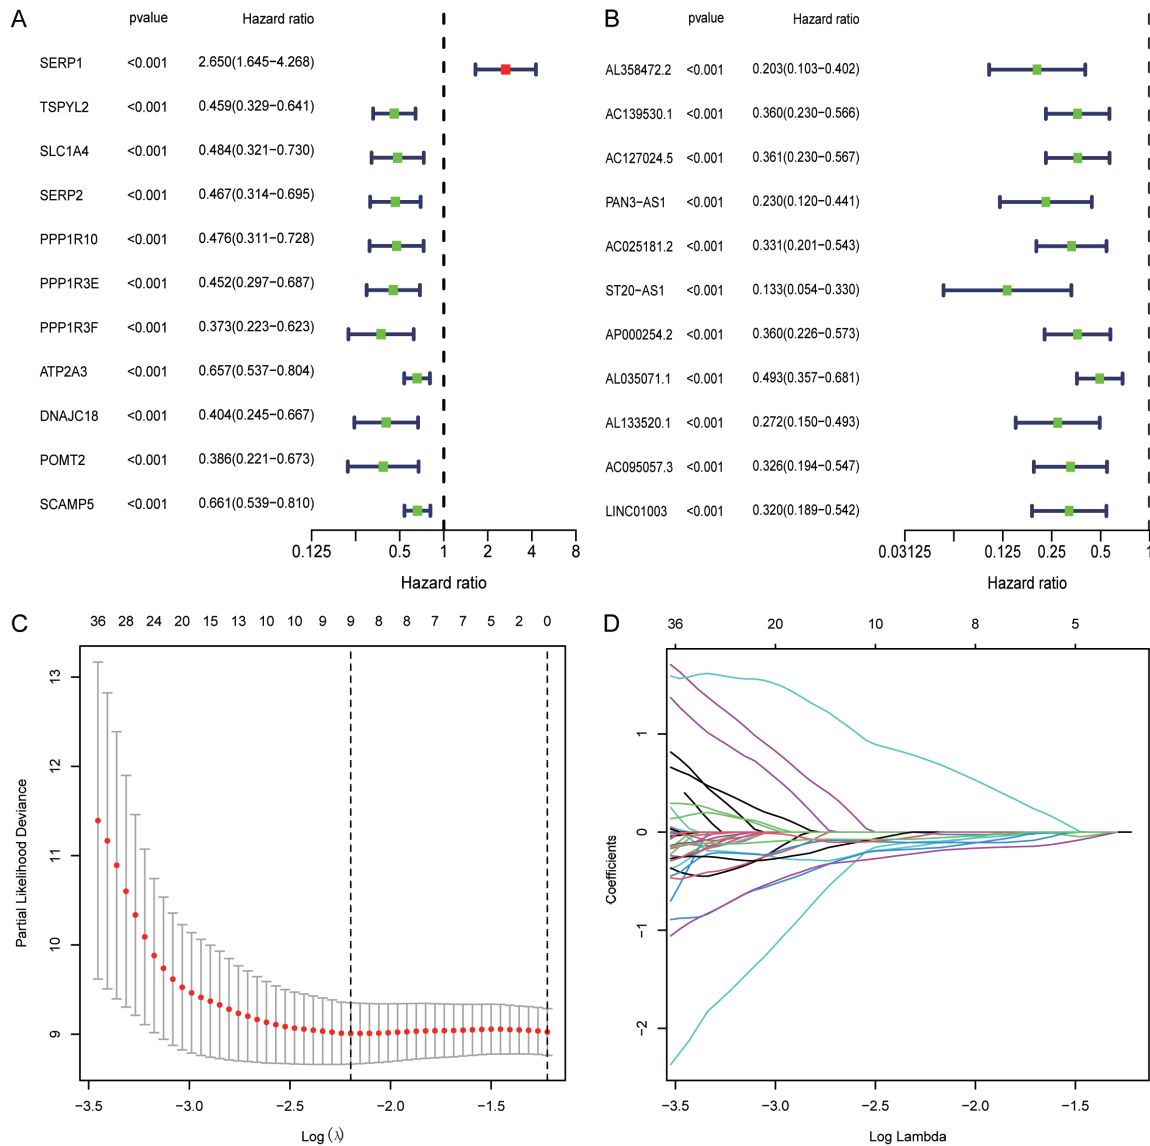 A
pvalue Hazard ratio
SERP1 <0.001 2.650(1.645−4.268)
TSPYL2 <0.001 0.459(0.329−0.641)
SLC1A4 <0.001 0.484(0.321−0.730)
SERP2 <0.001 0.467(0.314−0.695)
PPP1R10 <0.001 0.476(0.311−0.728)
PPP1R3E <0.001 0.452(0.297−0.687)
PPP1R3F <0.001 0.373(0.223−0.623)
ATP2A3 <0.001 0.657(0.537−0.804)
DNAJC18 <0.001 0.404(0.245−0.667)
POMT2 <0.001 0.386(0.221−0.673)
SCAMP5 <0.001 0.661(0.539−0.810)
0.125 0.5 1 2 4 8
Hazard ratio
B
pvalue Hazard ratio
AL358472.2 <0.001 0.203(0.103−0.402)
AC139530.1 <0.001 0.360(0.230−0.566)
AC127024.5 <0.001 0.361(0.230−0.567)
PAN3−AS1 <0.001 0.230(0.120−0.441)
AC025181.2 <0.001 0.331(0.201−0.543)
ST20−AS1 <0.001 0.133(0.054−0.330)
AP000254.2 <0.001 0.360(0.226−0.573)
AL035071.1 <0.001 0.493(0.357−0.681)
AL133520.1 <0.001 0.272(0.150−0.493)
AC095057.3 <0.001 0.326(0.194−0.547)
LINC01003 <0.001 0.320(0.189−0.542)
0.03125 0.125 0.25 0.5 1
Hazard ratio
C
36 28 24 20 15 13 10 10 9 9 8 8 7 7 5 2 0
13
12
11
10
9
Partial Likelihood Deviance
−3.5 −3.0 −2.5 −2.0 −1.5
Log (λ)
D
36 20 10 8 5
1
0
−1
−2
Coefficients
−3.5 −3.0 −2.5 −2.0 −1.5
Log Lambda